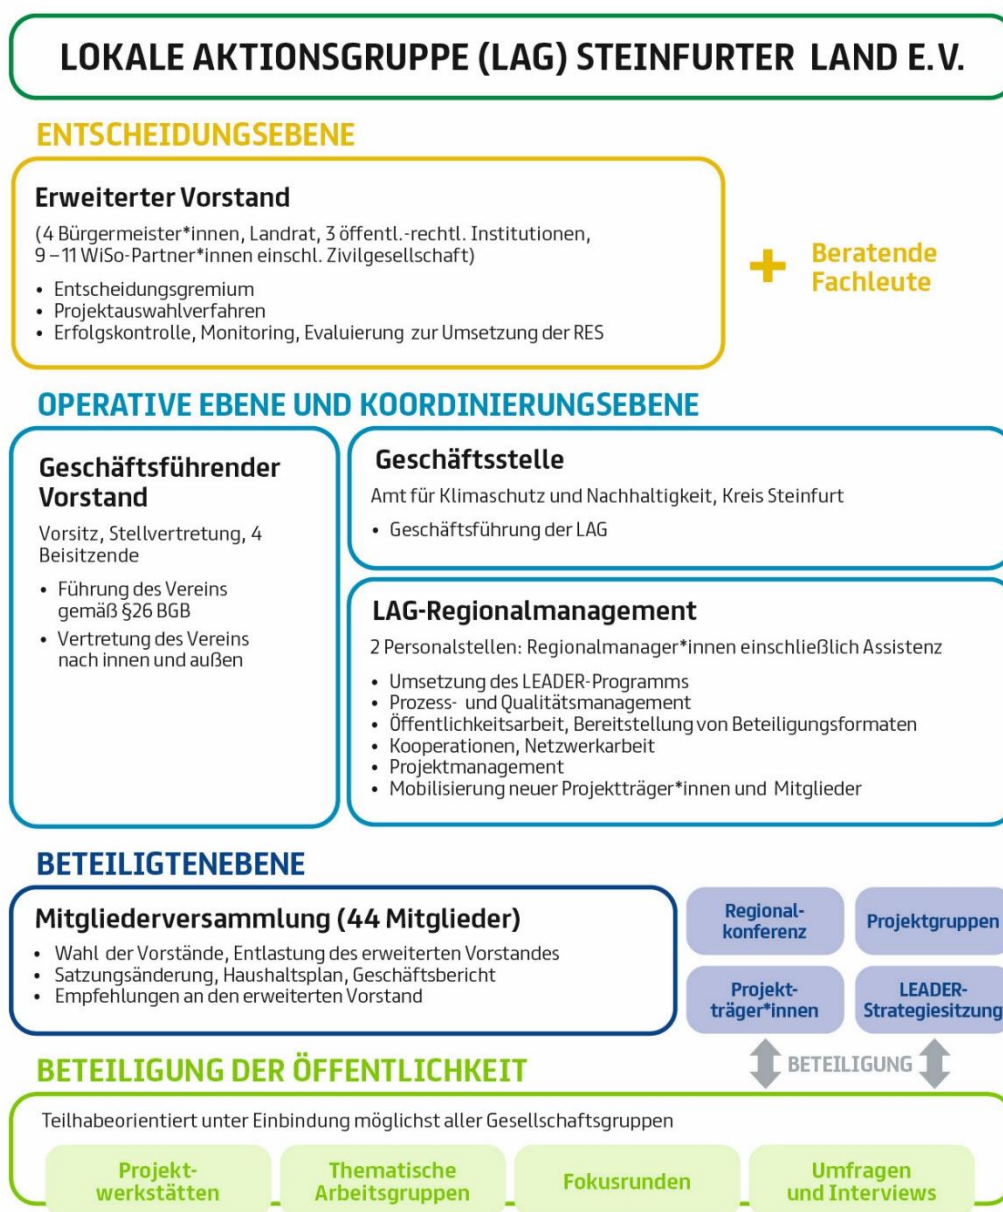 LOKALE AKTIONSGRUPPE (LAG) STEINFURTER LAND E.V.
ENTSCHEIDUNGSEBENE
Erweiterter Vorstand
(4 Bürgermeister*innen, Landrat, 3 öffentl.-rechtl. Institutionen,
9 – 11 WiSo-Partner*innen einschl. Zivilgesellschaft)
• Entscheidungsgremium
• Projektauswahlverfahren
• Erfolgskontrolle, Monitoring, Evaluierung zur Umsetzung der RES
+ Beratende
Fachleute
OPERATIVE EBENE UND KOORDINIERUNGSEBENE
Geschäftsführender
Vorstand
Vorsitz, Stellvertretung, 4
Beisitzende
• Führung des Vereins
gemäß §26 BGB
• Vertretung des Vereins
nach innen und außen
Geschäftsstelle
Amt für Klimaschutz und Nachhaltigkeit, Kreis Steinfurt
• Geschäftsführung der LAG
LAG-Regionalmanagement
2 Personalstellen: Regionalmanager*innen einschließlich Assistenz
• Umsetzung des LEADER-Programms
• Prozess- und Qualitätsmanagement
• Öffentlichkeitsarbeit, Bereitstellung von Beteiligungsformaten
• Kooperationen, Netzwerkarbeit
• Projektmanagement
• Mobilisierung neuer Projektträger*innen und Mitglieder
BETEILIGTENEBENE
Mitgliederversammlung (44 Mitglieder)
• Wahl der Vorstände, Entlastung des erweiterten Vorstandes
• Satzungsänderung, Haushaltsplan, Geschäftsbericht
• Empfehlungen an den erweiterten Vorstand
Regional-
konferenz
Projektgruppen
Projekt-
träger*innen
LEADER-
Strategiesitzung
BETEILIGUNG
BETEILIGUNG DER ÖFFENTLICHKEIT
Teilhabeorientiert unter Einbindung möglichst aller Gesellschaftsgruppen
Projekt-
werkstätten
Thematische
Arbeitsgruppen
Fokusrunden
Umfragen
und Interviews